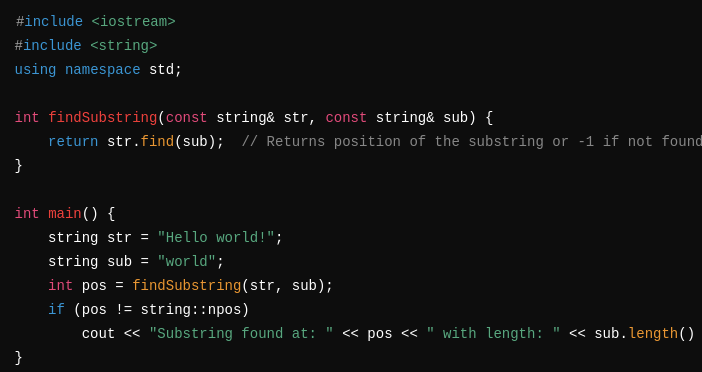 #include <iostream>
#include <string>
using namespace std;

int findSubstring(const string& str, const string& sub) {
    return str.find(sub);  // Returns position of the substring or -1 if not found
}

int main() {
    string str = "Hello world!";
    string sub = "world";
    int pos = findSubstring(str, sub);
    if (pos != string::npos)
        cout << "Substring found at: " << pos << " with length: " << sub.length()
}